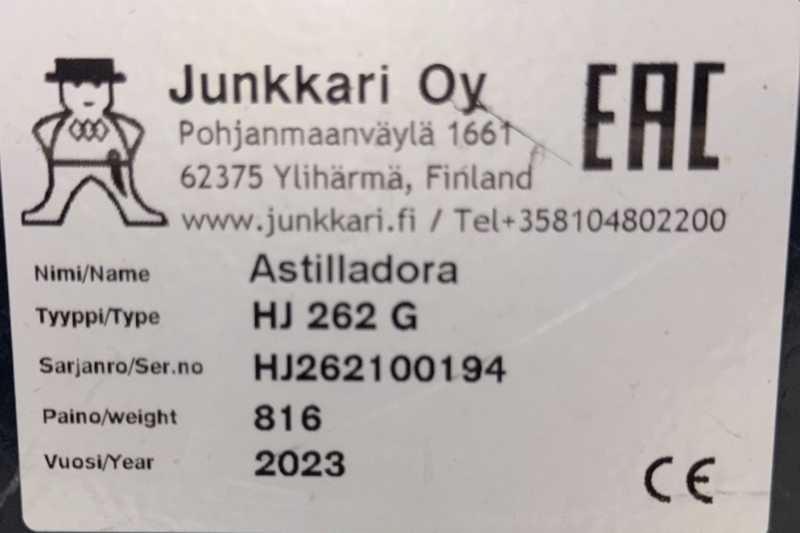 Junkkari Oy
EAC
Pohjanmaanväylä 1661
62375 Ylihärmä, Finland
www.junkkari.fi / Tel+358104802200
Nimi/Name Astilladora
Tyyppi/Type HJ 262 G
Sarjanro/Ser.no HJ262100194
Paino/weight 816
Vuosi/Year 2023
CE